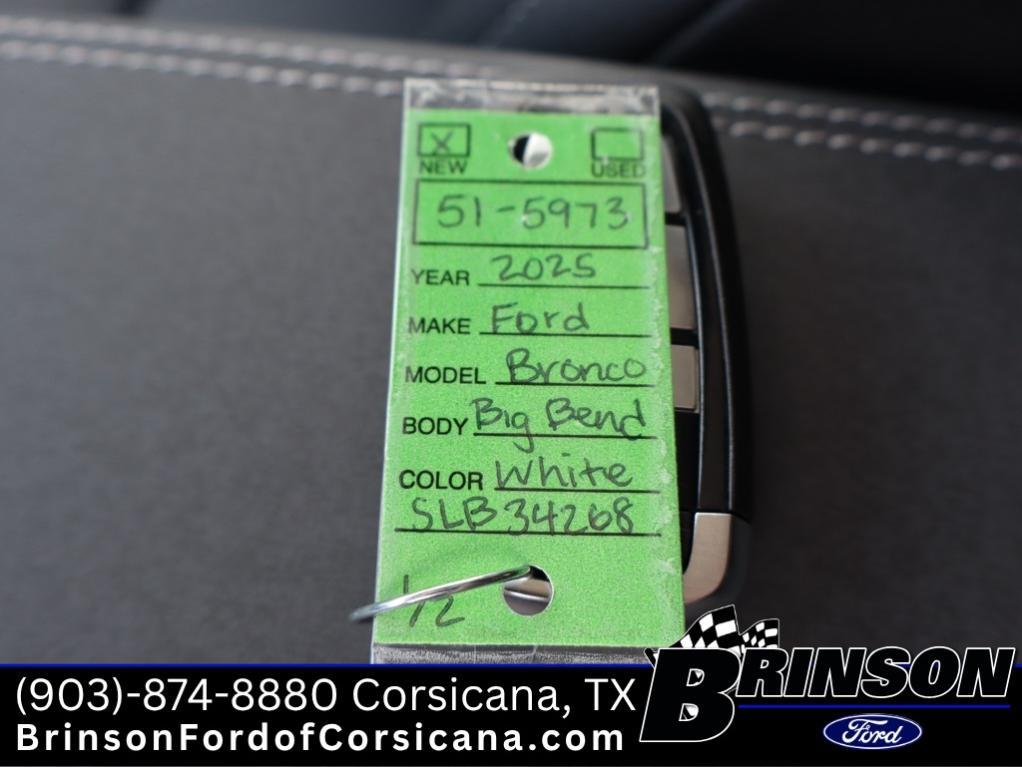 X
NEW USED
51-5973
YEAR 2025
MAKE Ford
MODEL Bronco
BODY Big Bend
COLOR White
SLB34268
1/2
(903)-874-8880 Corsicana, TX
BrinsonFordofCorsicana.com
BRINSON
Ford